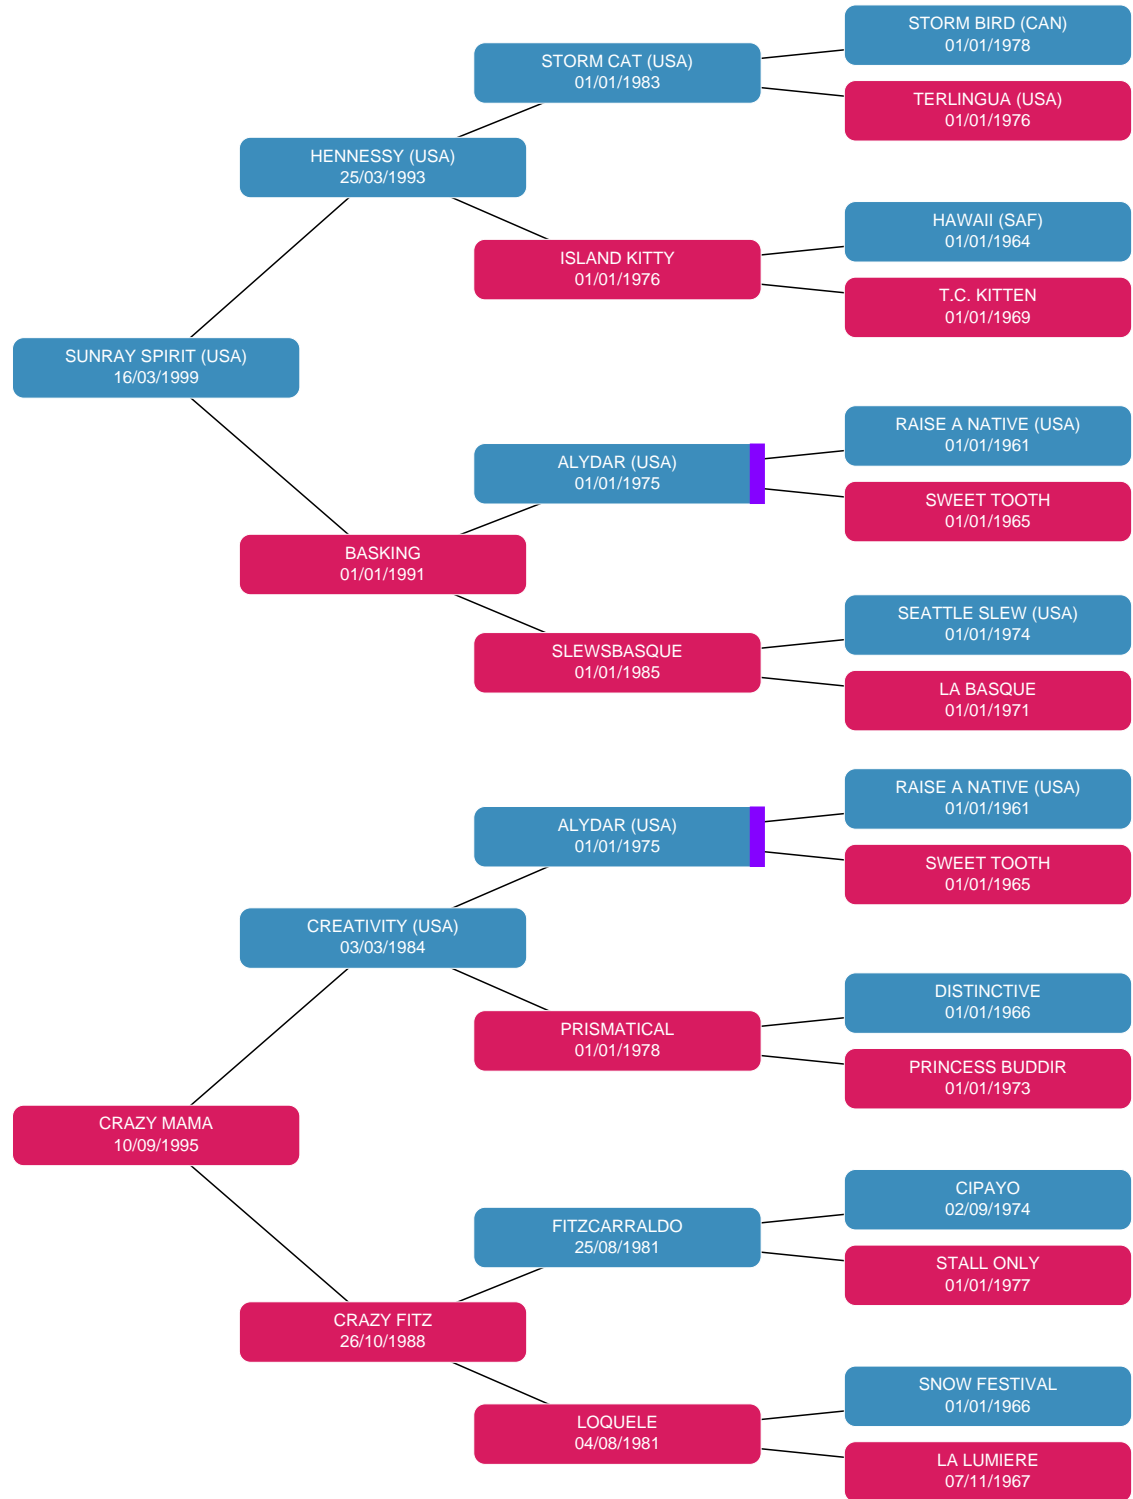 STORM BIRD (CAN)
01/01/1978
STORM CAT (USA)
01/01/1983
TERLINGUA (USA)
01/01/1976
HENNESSY (USA)
25/03/1993
HAWAII (SAF)
01/01/1964
ISLAND KITTY
01/01/1976
T.C. KITTEN
01/01/1969
SUNRAY SPIRIT (USA)
16/03/1999
RAISE A NATIVE (USA)
01/01/1961
ALYDAR (USA)
01/01/1975
SWEET TOOTH
01/01/1965
BASKING
01/01/1991
SEATTLE SLEW (USA)
01/01/1974
SLEWSBASQUE
01/01/1985
LA BASQUE
01/01/1971
RAISE A NATIVE (USA)
01/01/1961
ALYDAR (USA)
01/01/1975
SWEET TOOTH
01/01/1965
CREATIVITY (USA)
03/03/1984
DISTINCTIVE
01/01/1966
PRISMATICAL
01/01/1978
PRINCESS BUDDIR
01/01/1973
CRAZY MAMA
10/09/1995
CIPAYO
02/09/1974
FITZCARRALDO
25/08/1981
STALL ONLY
01/01/1977
CRAZY FITZ
26/10/1988
SNOW FESTIVAL
01/01/1966
LOQUELE
04/08/1981
LA LUMIERE
07/11/1967